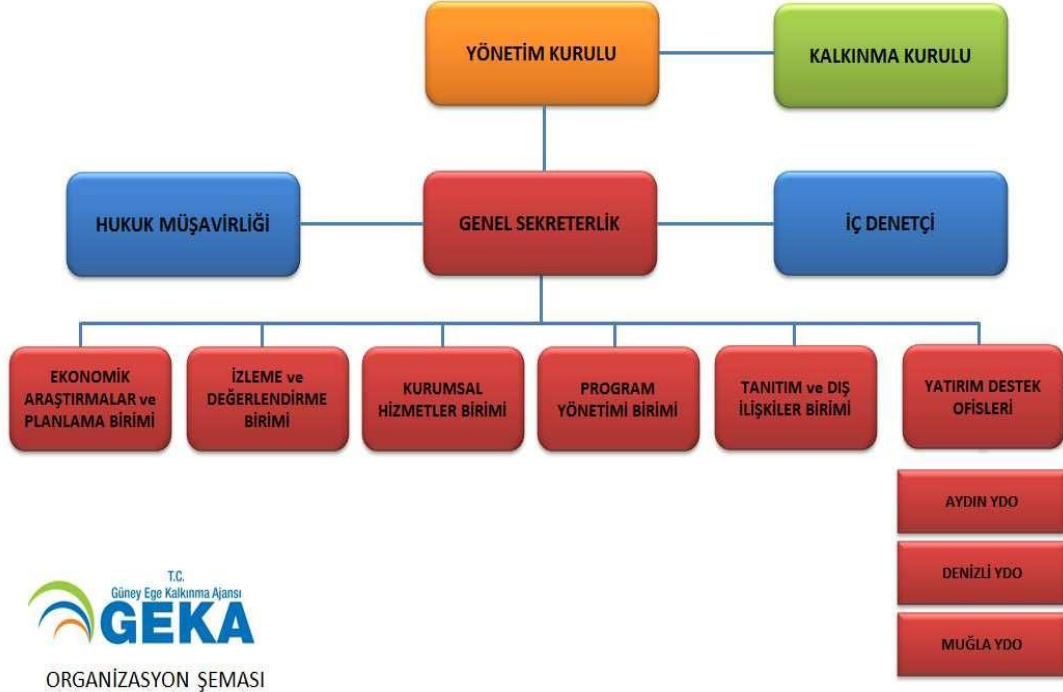 YÖNETİM KURULU
KALKINMA KURULU
HUKUK MÜŞAVİRLİĞİ
GENEL SEKRETERLİK
İÇ DENETÇİ
EKONOMİK
ARAŞTIRMALAR ve
PLANLAMA BİRİMİ
İZLEME ve
DEĞERLENDİRME
BİRİMİ
KURUMSAL
HİZMETLER BİRİMİ
PROGRAM
YÖNETİMİ BİRİMİ
TANITIM ve DIŞ
İLİŞKİLER BİRİMİ
YATIRIM DESTEK
OFİSLERİ
AYDIN YDO
DENİZLİ YDO
MUĞLA YDO
T.C.
Güney Ege Kalkınma Ajansı
GEKA
ORGANİZASYON ŞEMASI